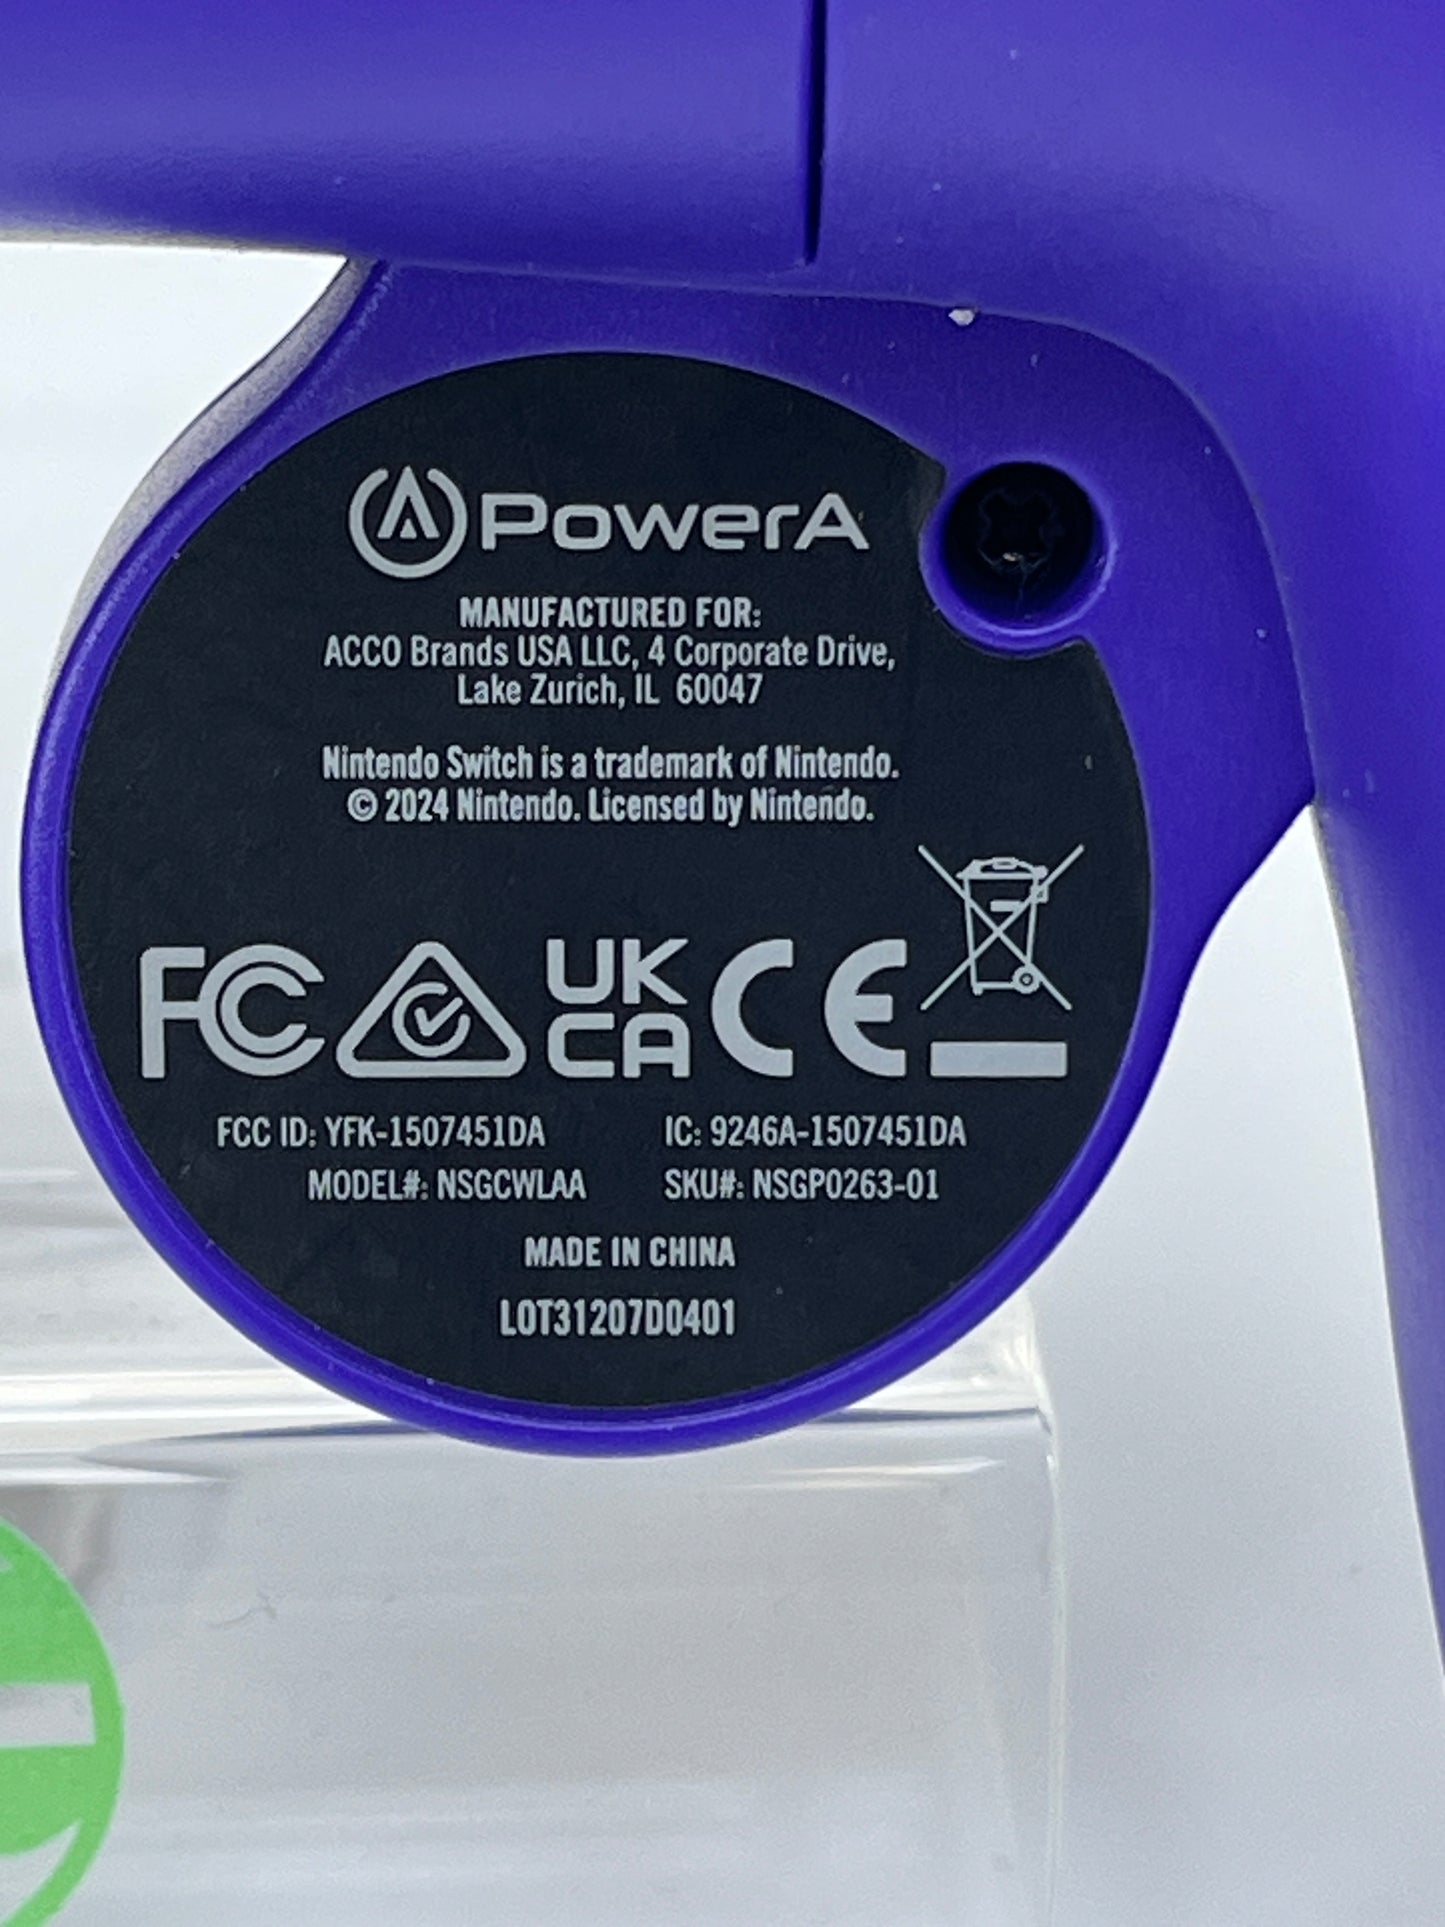 PowerA
MANUFACTURED FOR:
ACCO Brands USA LLC, 4 Corporate Drive,
Lake Zurich, IL 60047
Nintendo Switch is a trademark of Nintendo.
© 2024 Nintendo. Licensed by Nintendo.
FC UK CA CE
FCC ID: YFK-1507451DA IC: 9246A-1507451DA
MODEL#: NSGCWLAA SKU#: NSGP0263-01
MADE IN CHINA
LOT31207D0401